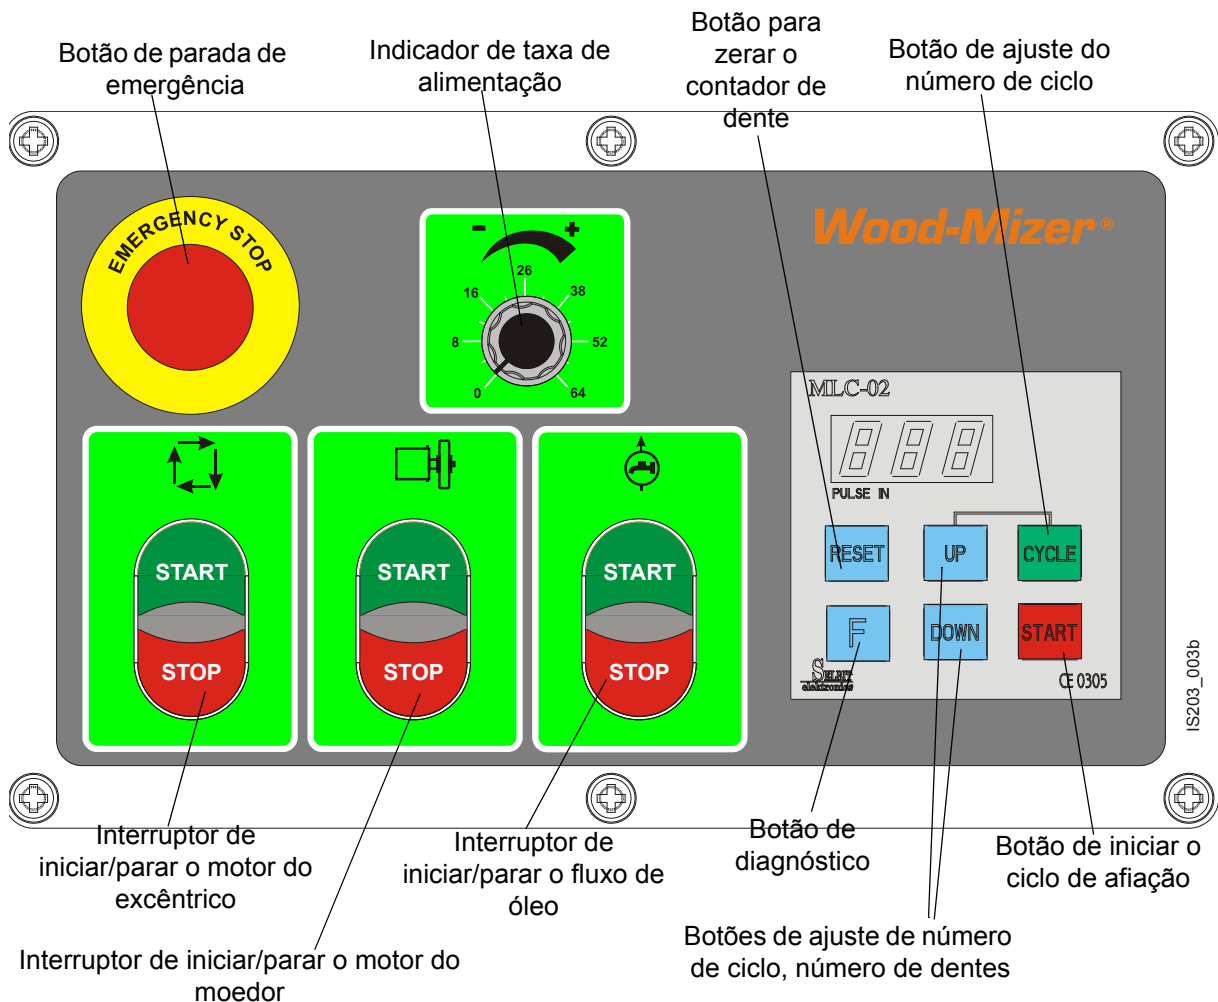 Botão de parada de
emergência
Indicador de taxa de
alimentação
Botão para
zerar o
contador de
dente
Botão de ajuste do
número de ciclo
EMERGENCY STOP
- +
0
8
16
26
38
52
64
Wood-Mizer®
MLC-02
PULSE IN
RESET
UP
CYCLE
F
DOWN
START
SELBIT
elektronics
CE 0305
START
STOP
START
STOP
START
STOP
IS203_003b
Interruptor de
iniciar/parar o motor do
excêntrico
Interruptor de iniciar/parar o motor do
moedor
Interruptor de
iniciar/parar o fluxo de
óleo
Botão de
diagnóstico
Botões de ajuste de número
de ciclo, número de dentes
Botão de iniciar o
ciclo de afiação